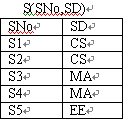 S(SNo,SD)
SNo SD
S1 CS
S2 CS
S3 MA
S4 MA
S5 EE